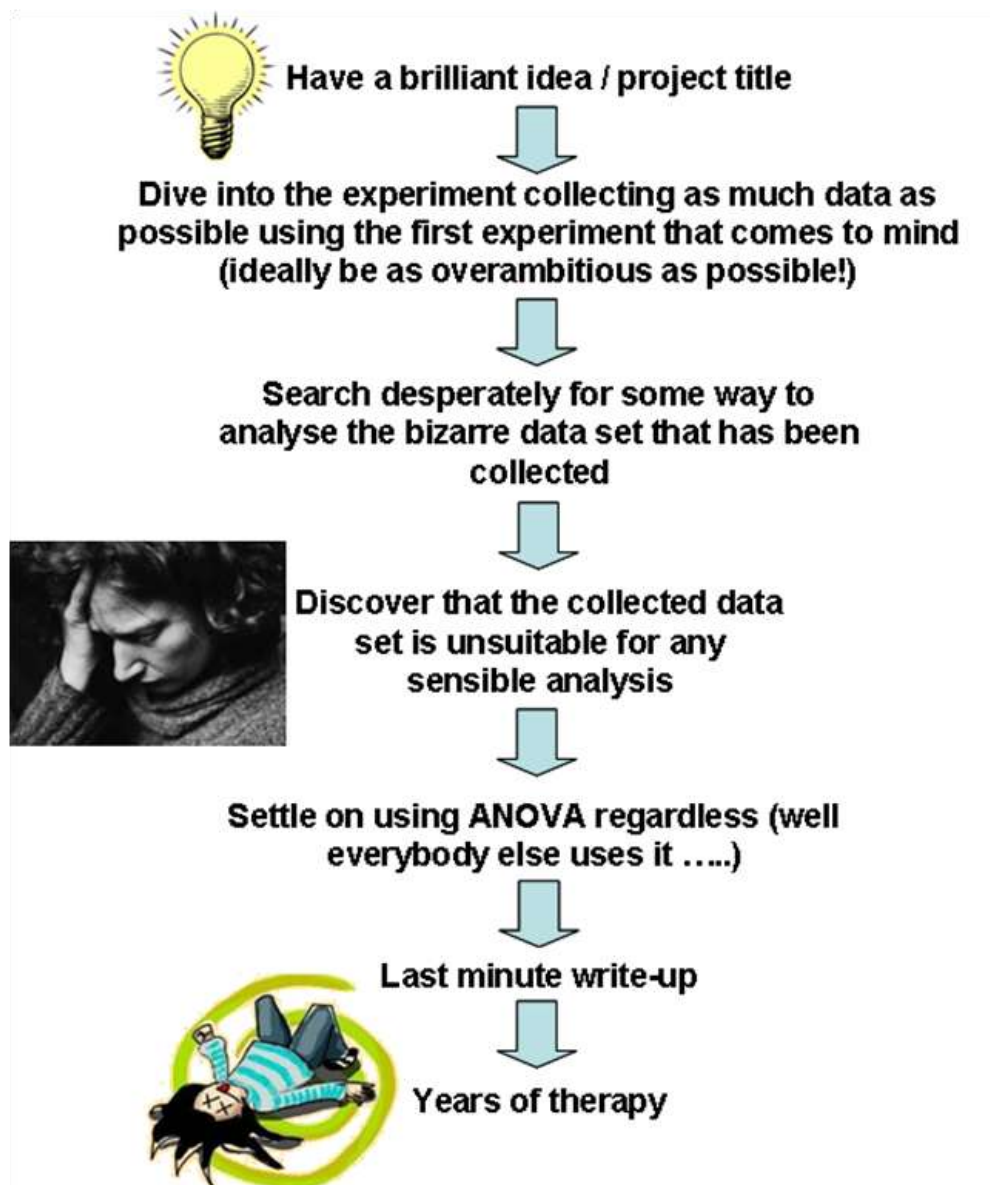 Have a brilliant idea / project title
Dive into the experiment collecting as much data as
possible using the first experiment that comes to mind
(ideally be as overambitious as possible!)
Search desperately for some way to
analyse the bizarre data set that has been
collected
Discover that the collected data
set is unsuitable for any
sensible analysis
Settle on using ANOVA regardless (well
everybody else uses it …..)
Last minute write-up
Years of therapy